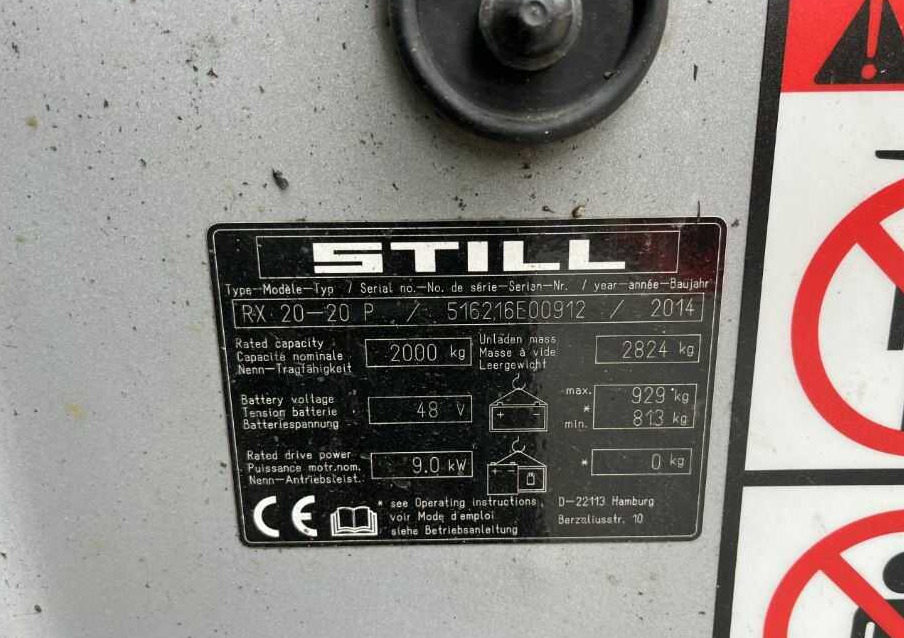 STILL
Type-Modèle-Typ / Serial no.-No. de série-Serien-Nr. / year-année-Baujahr
RX 20-20 P / 516216E00912 / 2014
Rated capacity
Capacité nominale
Nenn-Tragfähigkeit
2000 kg
Unladen mass
Masse à vide
Leergewicht
2824 kg
Battery voltage
Tension batterie
Batteriespannung
48 V
+ -
max. 929 kg
*
min. 813 kg
Rated drive power
Puissance motr.nom.
Nenn-Antriebsleist.
9.0 kW
+ -
* 0 kg
CE
* see Operating instructions
voir Mode d'emploi
siehe Betriebsanleitung
D-22113 Hamburg
Berzeliusstr. 10